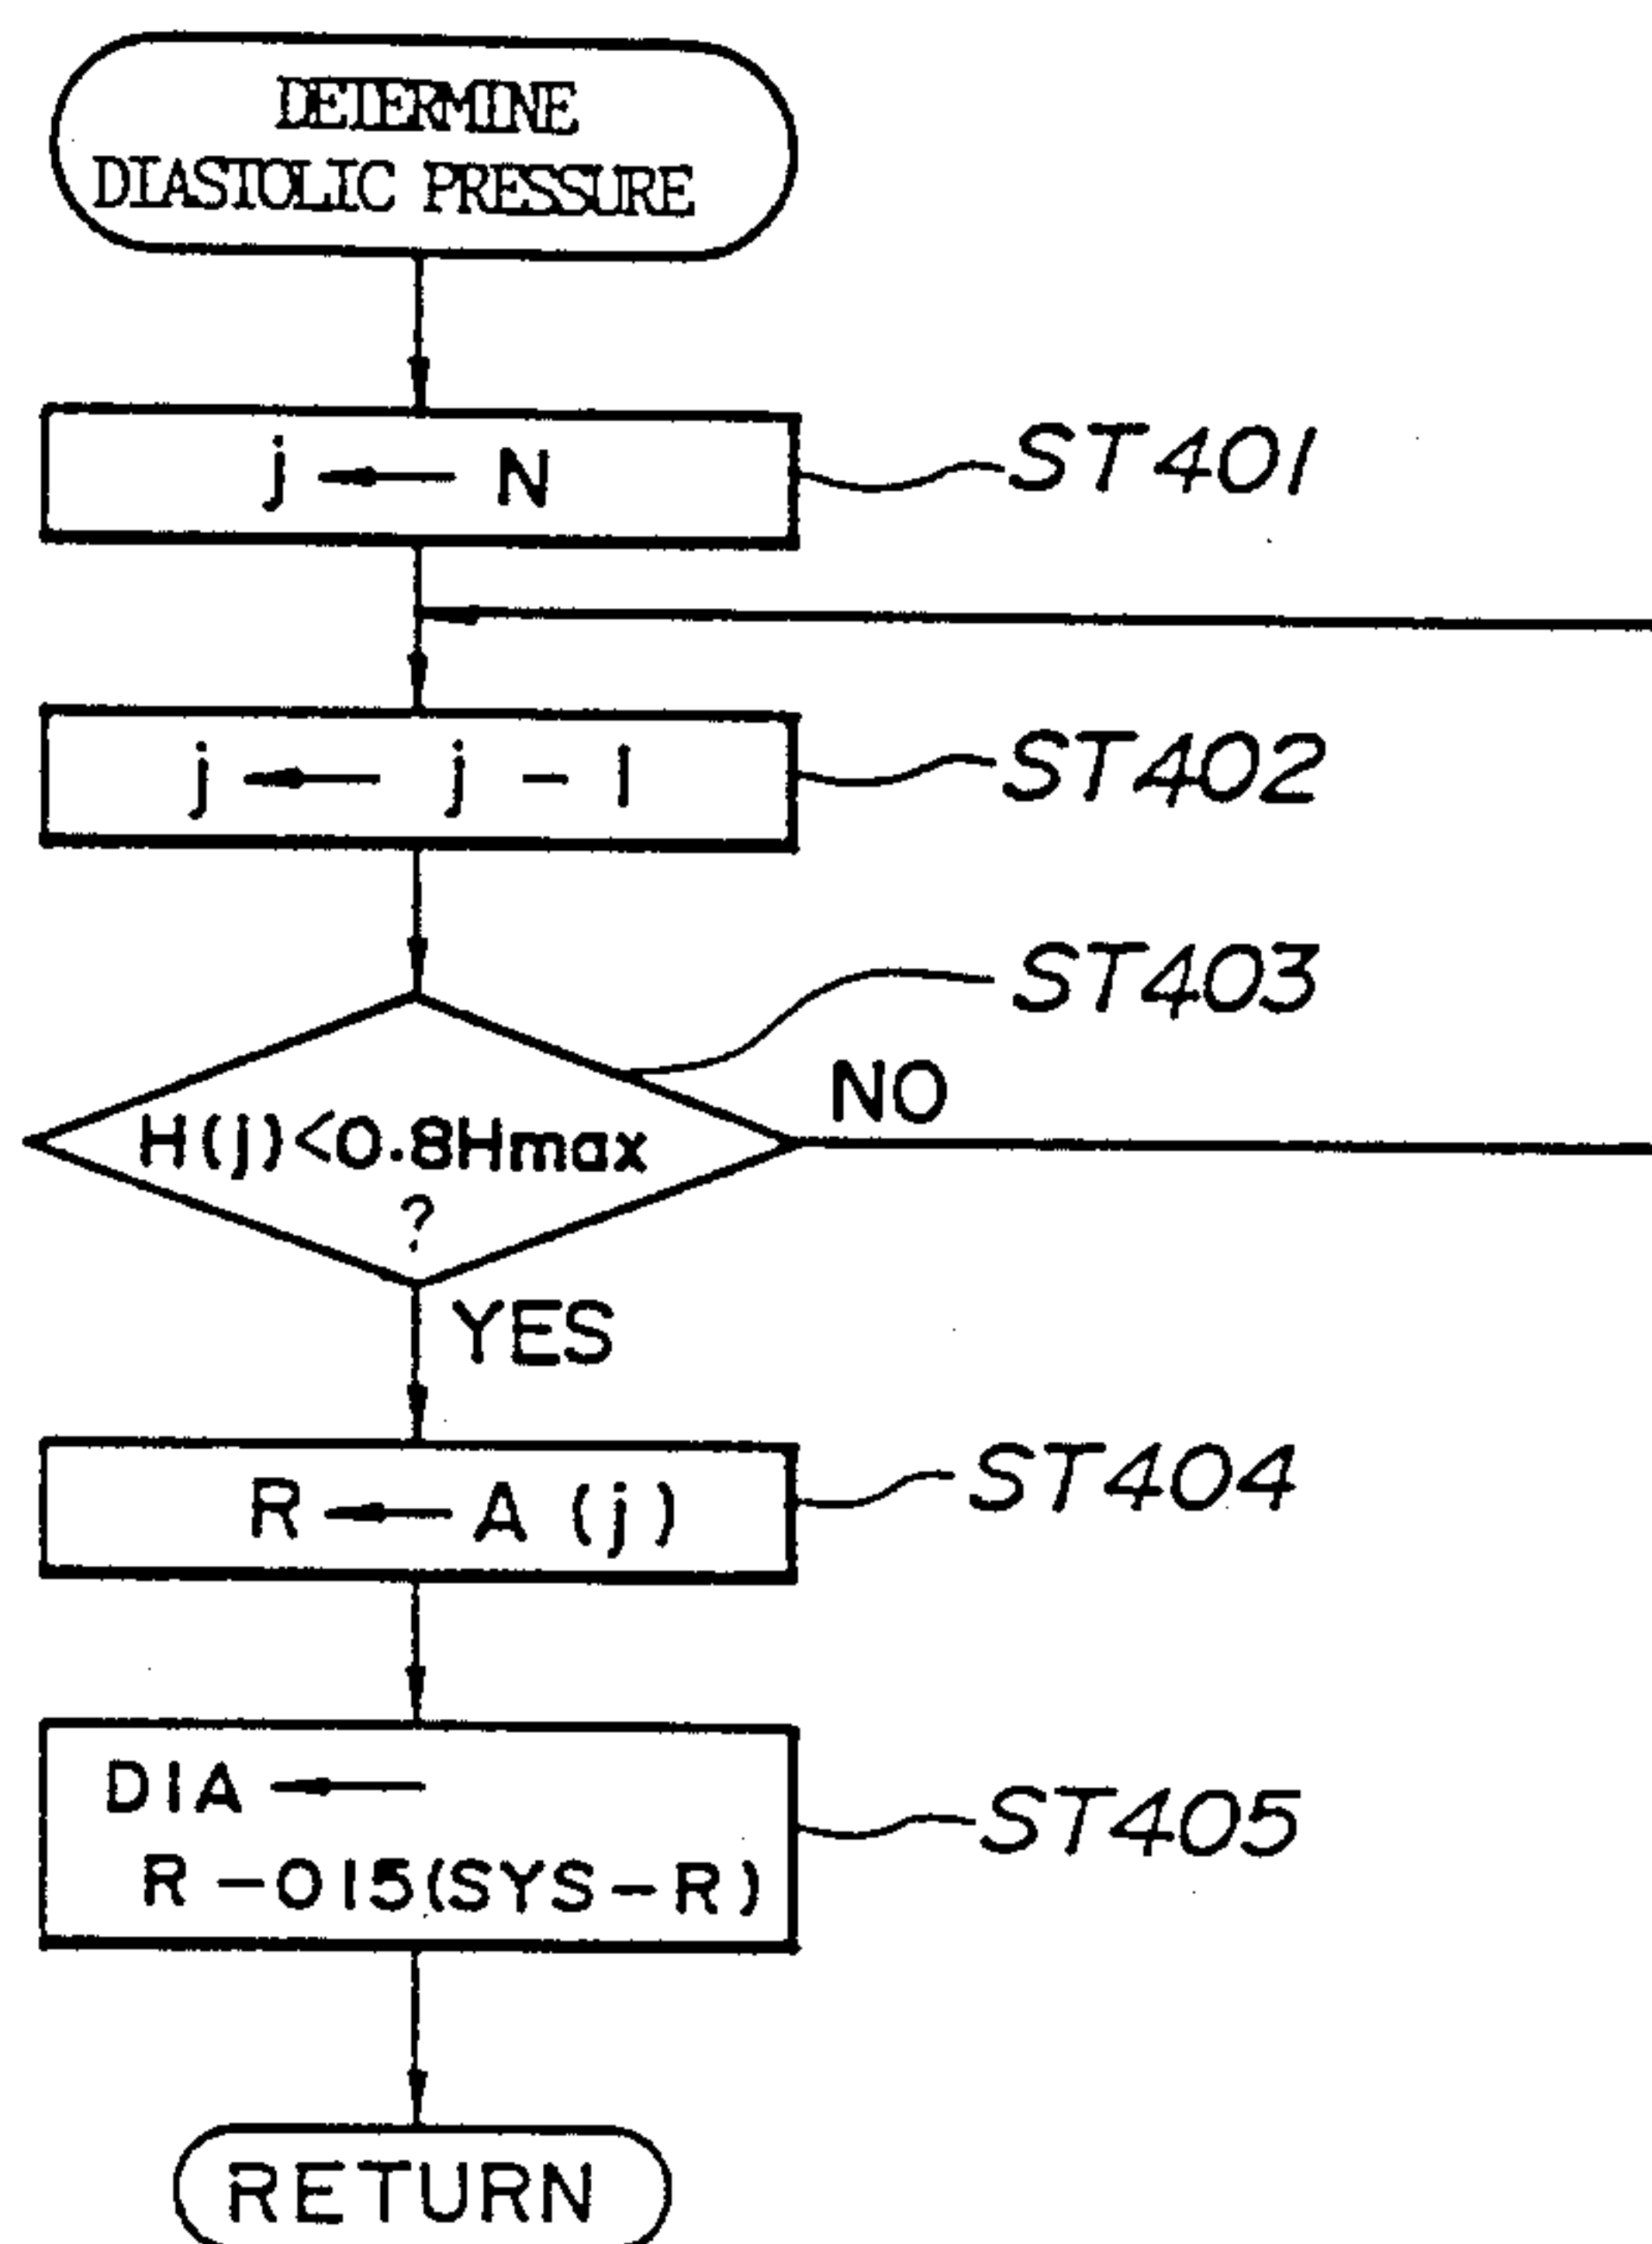 DETERMINE
DIASTOLIC PRESSURE
j ← N
ST401
j ← j - 1
ST402
ST403
NO
H(j)<0.8Hmax
?
YES
R ← A (j)
ST404
DIA ←
R -015(SYS-R)
ST405
RETURN